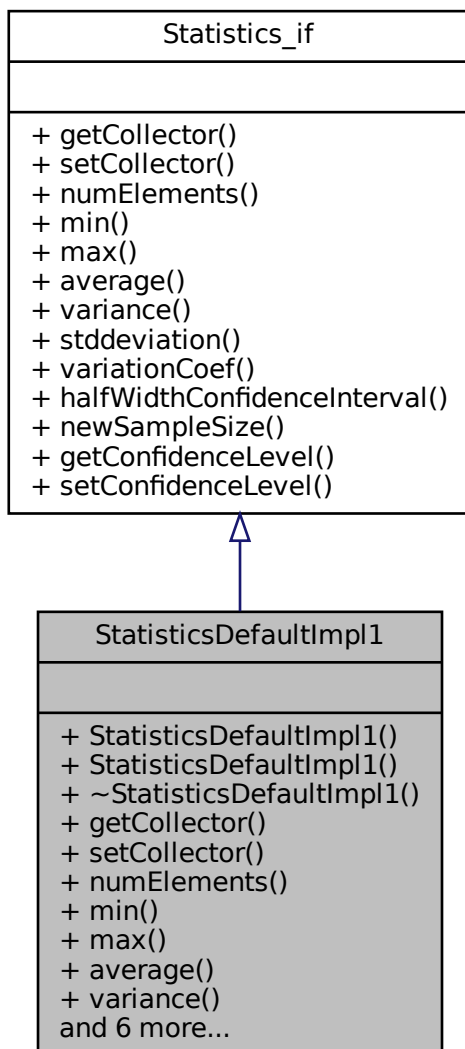 Statistics_if
+ getCollector()
+ setCollector()
+ numElements()
+ min()
+ max()
+ average()
+ variance()
+ stddeviation()
+ variationCoef()
+ halfWidthConfidenceInterval()
+ newSampleSize()
+ getConfidenceLevel()
+ setConfidenceLevel()
StatisticsDefaultImpl1
+ StatisticsDefaultImpl1()
+ StatisticsDefaultImpl1()
+ ~StatisticsDefaultImpl1()
+ getCollector()
+ setCollector()
+ numElements()
+ min()
+ max()
+ average()
+ variance()
and 6 more...